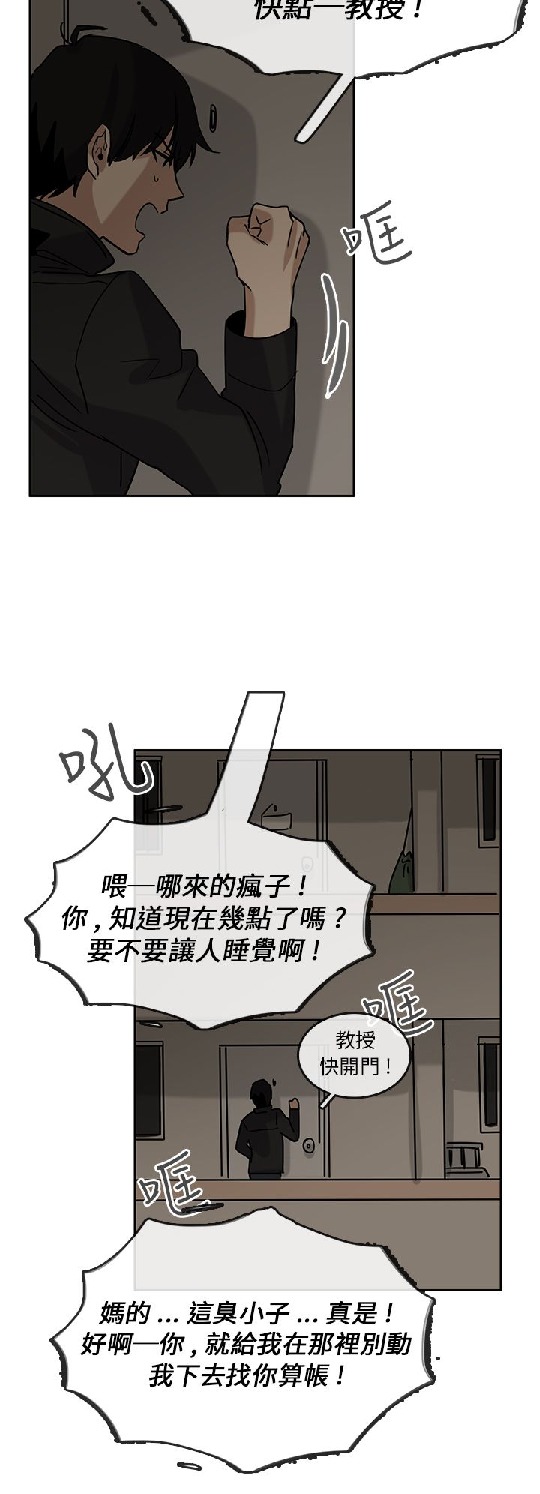 快點—教授！
哐
吼
喂—哪來的瘋子！
你 , 知道現在幾點了嗎？
要不要讓人睡覺啊！
哐
教授
快開門！
哐
媽的 ... 這臭小子 ... 真是！
好啊—你 , 就給我在那裡別動
我下去找你算帳！